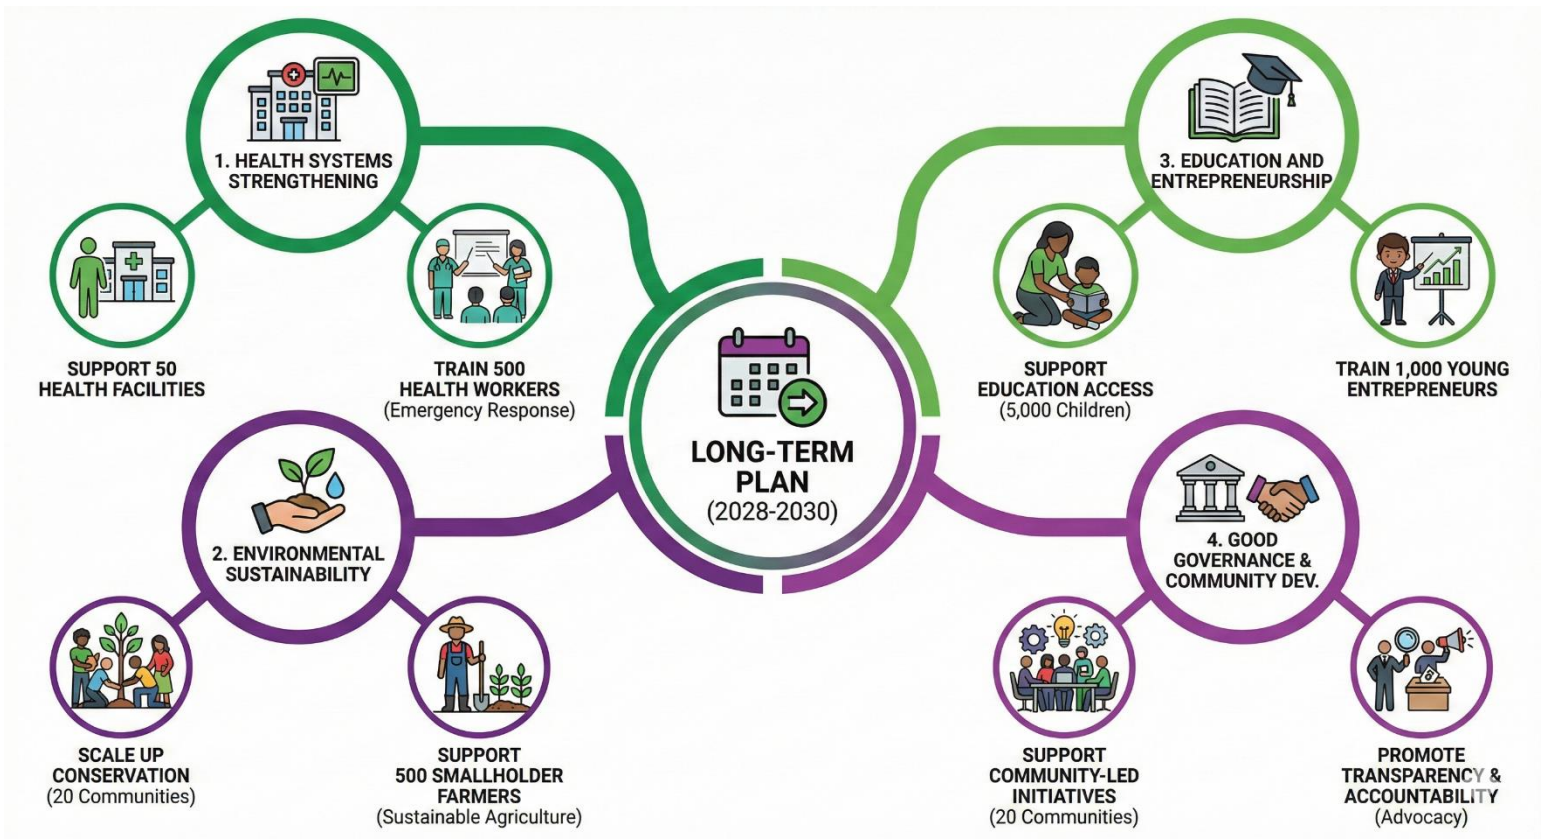 1. HEALTH SYSTEMS
STRENGTHENING
SUPPORT 50
HEALTH FACILITIES
TRAIN 500
HEALTH WORKERS
(Emergency Response)
2. ENVIRONMENTAL
SUSTAINABILITY
SCALE UP
CONSERVATION
(20 Communities)
SUPPORT
500 SMALLHOLDER
FARMERS
(Sustainable Agriculture)
LONG-TERM
PLAN
(2028-2030)
3. EDUCATION AND
ENTREPRENEURSHIP
SUPPORT
EDUCATION ACCESS
(5,000 Children)
TRAIN 1,000 YOUNG
ENTREPRENEURS
4. GOOD
GOVERNANCE &
COMMUNITY DEV.
SUPPORT
COMMUNITY-LED
INITIATIVES
(20 Communities)
PROMOTE
TRANSPARENCY &
ACCOUNTABILITY
(Advocacy)